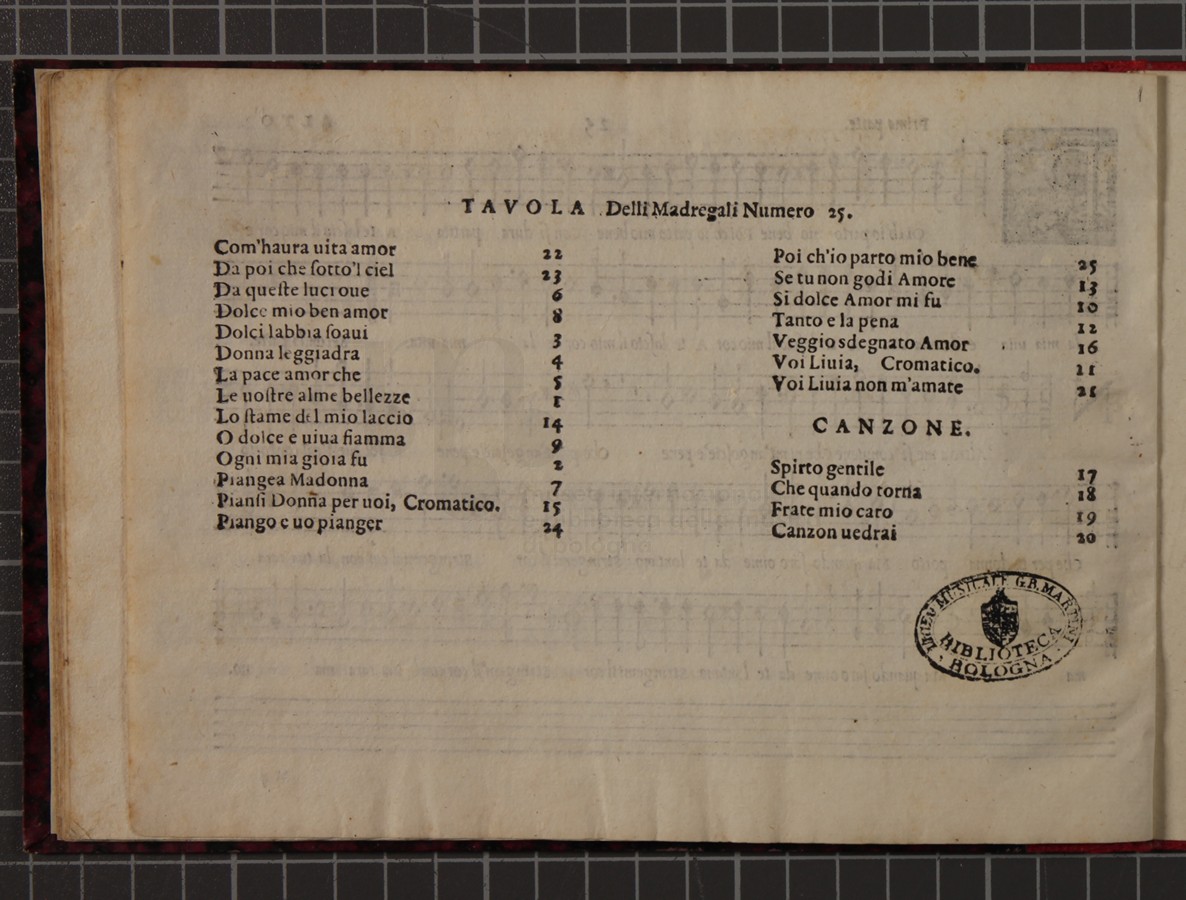 TAVOLA Delli Madregali Numero 25.
Com'haura uita amor 22
Da poi che ſotto'l ciel 23
Da queſte luci oue 6
Dolce mio ben amor 8
Dolci labbia ſoaui 3
Donna leggiadra 4
La pace amor che 5
Le uoſtre alme bellezze 1
Lo ſtame del mio laccio 14
O dolce e uiua fiamma 9
Ogni mia gioia fu 2
Piangea Madonna 7
Pianſi Donña per uoi, Cromatico. 15
Piango e uo pianger 24
Poi ch'io parto mio bene 25
Se tu non godi Amore 13
Si dolce Amor mi fu 10
Tanto e la pena 12
Veggio sdegnato Amor 16
Voi Liuia, Cromatico. 11
Voi Liuia non m'amate 21
CANZONE.
Spirto gentile 17
Che quando torna 18
Frate mio caro 19
Canzon uedrai 20
MUSICALE G.B. MARTINI
BIBLIOTECA
BOLOGNA